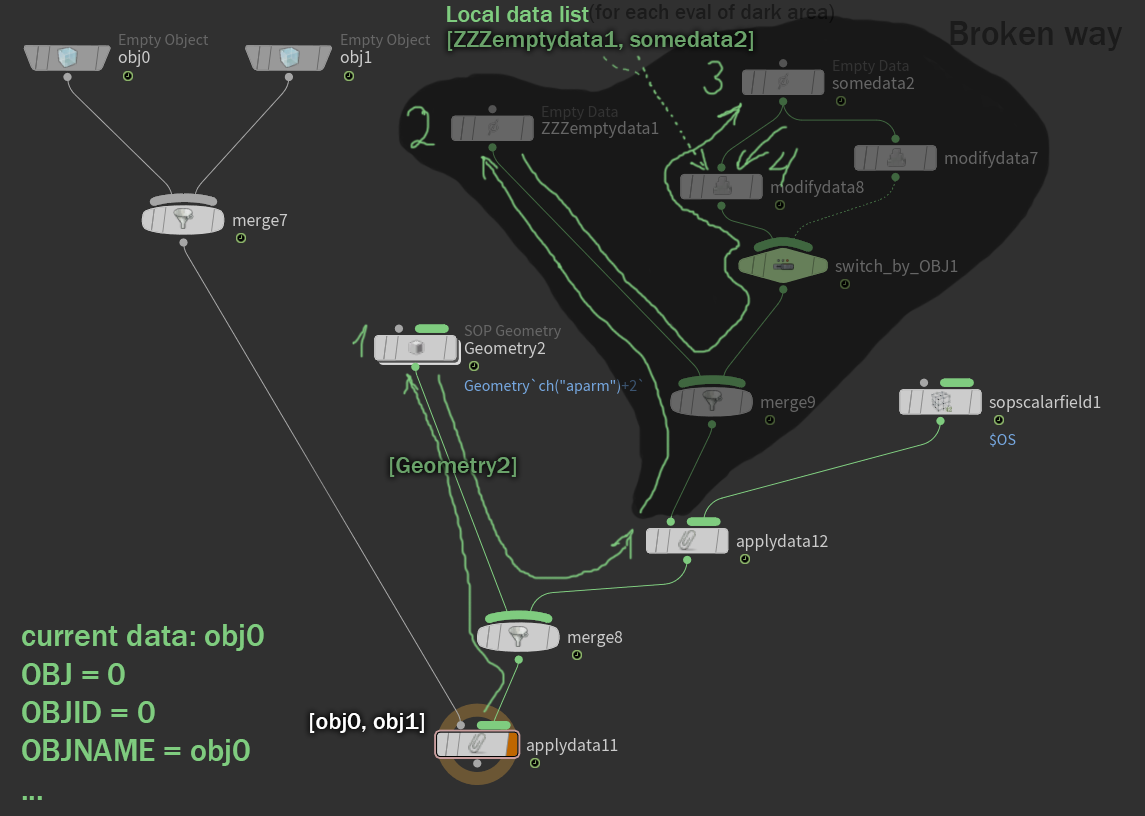 Local data list(for each eval of dark area)
[ZZZemptydata1, somedata2]
Broken way
Empty Object
obj0
Empty Object
obj1
3
Empty Data
somedata2
2
Empty Data
ZZZemptydata1
4
modifydata7
modifydata8
merge7
switch_by_OBJ1
1
SOP Geometry
Geometry2
Geometry`ch("aparm")+2`
merge9
sopscalarfield1
$OS
[Geometry2]
applydata12
current data: obj0
merge8
OBJ = 0
OBJID = 0
[obj0, obj1]
OBJNAME = obj0
applydata11
...